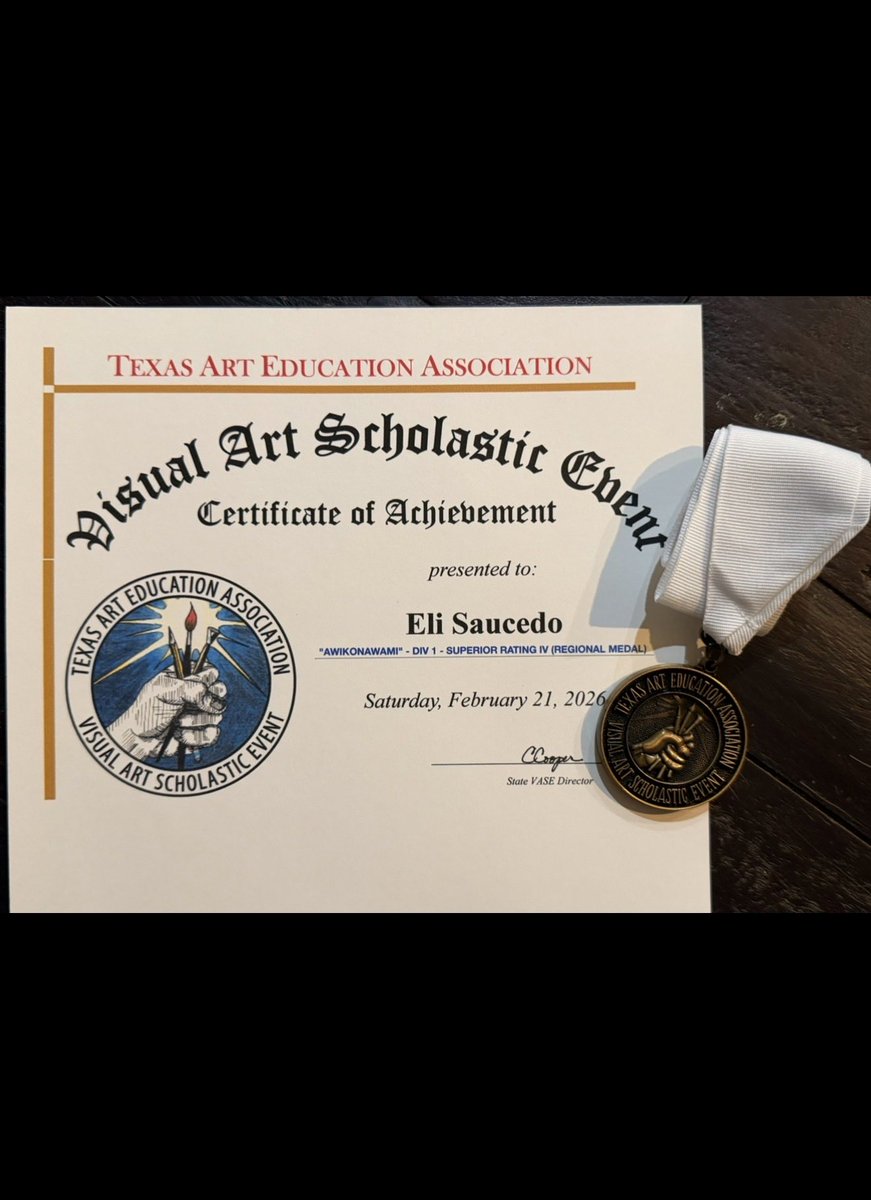 TEXAS ART EDUCATION ASSOCIATION
Visual Art Scholastic Event
Certificate of Achievement
presented to:
Eli Saucedo
"AWIKONAWAMI" - DIV 1 - SUPERIOR RATING IV (REGIONAL MEDAL)
Saturday, February 21, 2026
CCooper
State VASE Director
TEXAS ART EDUCATION ASSOCIATION
VISUAL ART SCHOLASTIC EVENT
TEXAS ART EDUCATION ASSOCIATION
VISUAL ART SCHOLASTIC EVENT